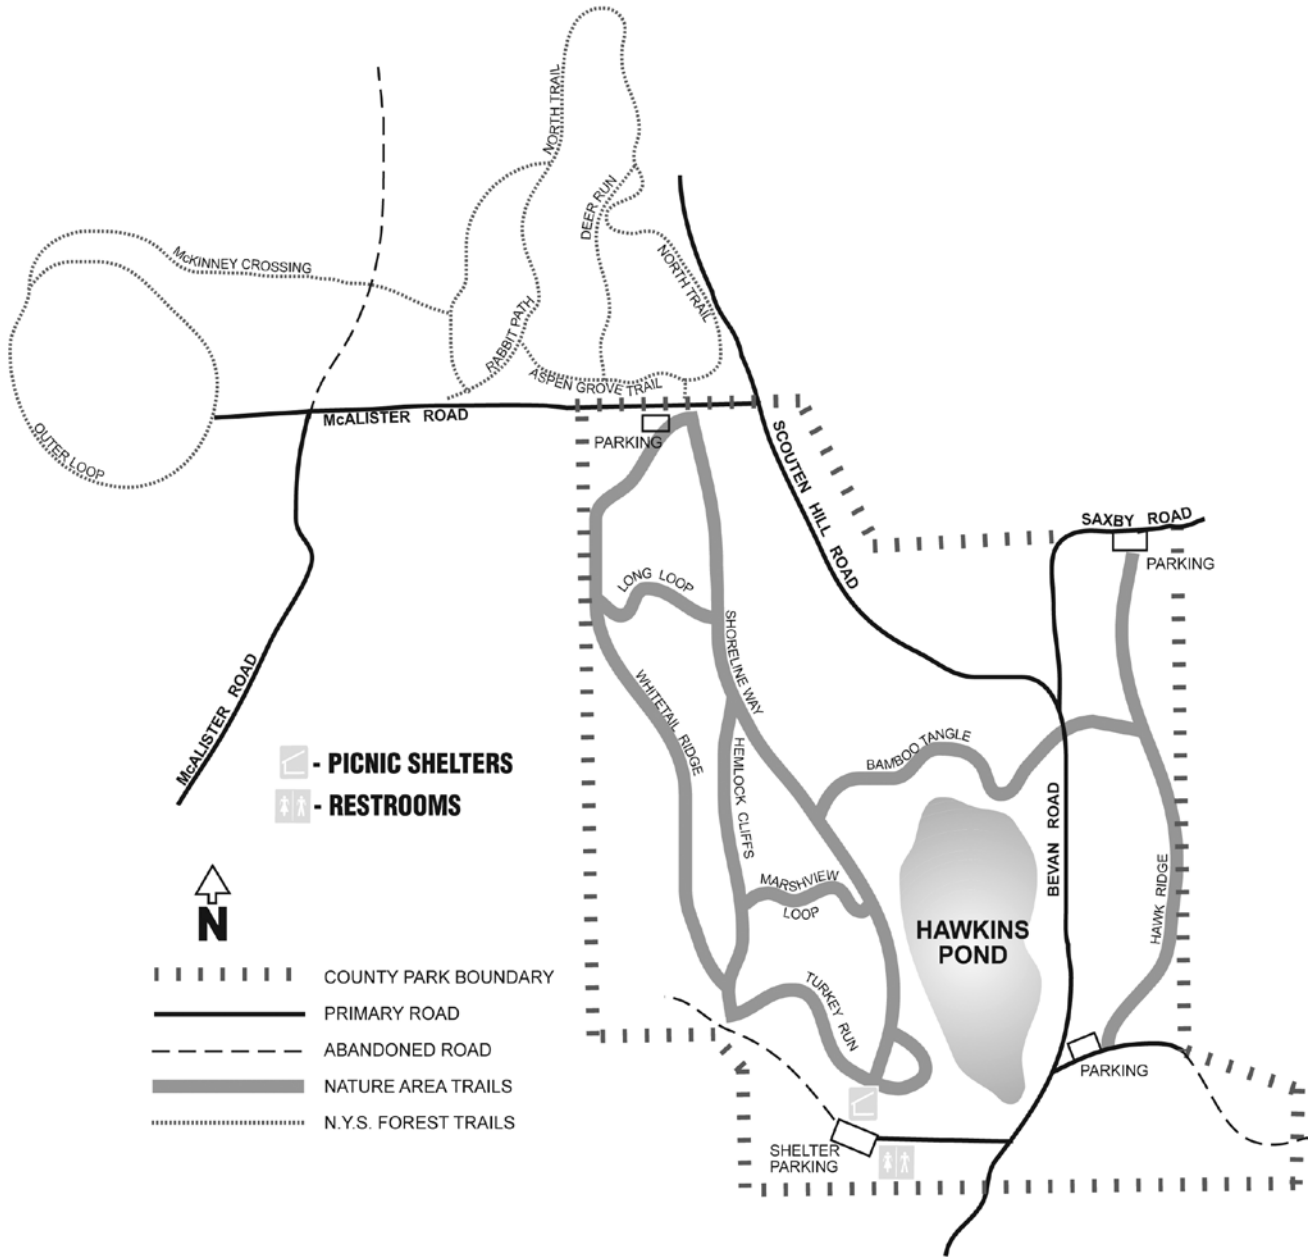 NORTH TRAIL
DEER RUN
NORTH TRAIL
McKINNEY CROSSING
RABBIT PATH
ASPEN GROVE TRAIL
McALISTER ROAD
OUTER LOOP
PARKING
SCOUTEN HILL ROAD
SAXBY ROAD
PARKING
LONG LOOP
SHORELINE WAY
McALISTER ROAD
WHITETAIL RIDGE
HEMLOCK CLIFFS
BAMBOO TANGLE
BEVAN ROAD
HAWK RIDGE
- PICNIC SHELTERS
- RESTROOMS
MARSHVIEW
LOOP
HAWKINS
POND
N
TURKEY RUN
COUNTY PARK BOUNDARY
PRIMARY ROAD
ABANDONED ROAD
NATURE AREA TRAILS
N.Y.S. FOREST TRAILS
PARKING
SHELTER
PARKING